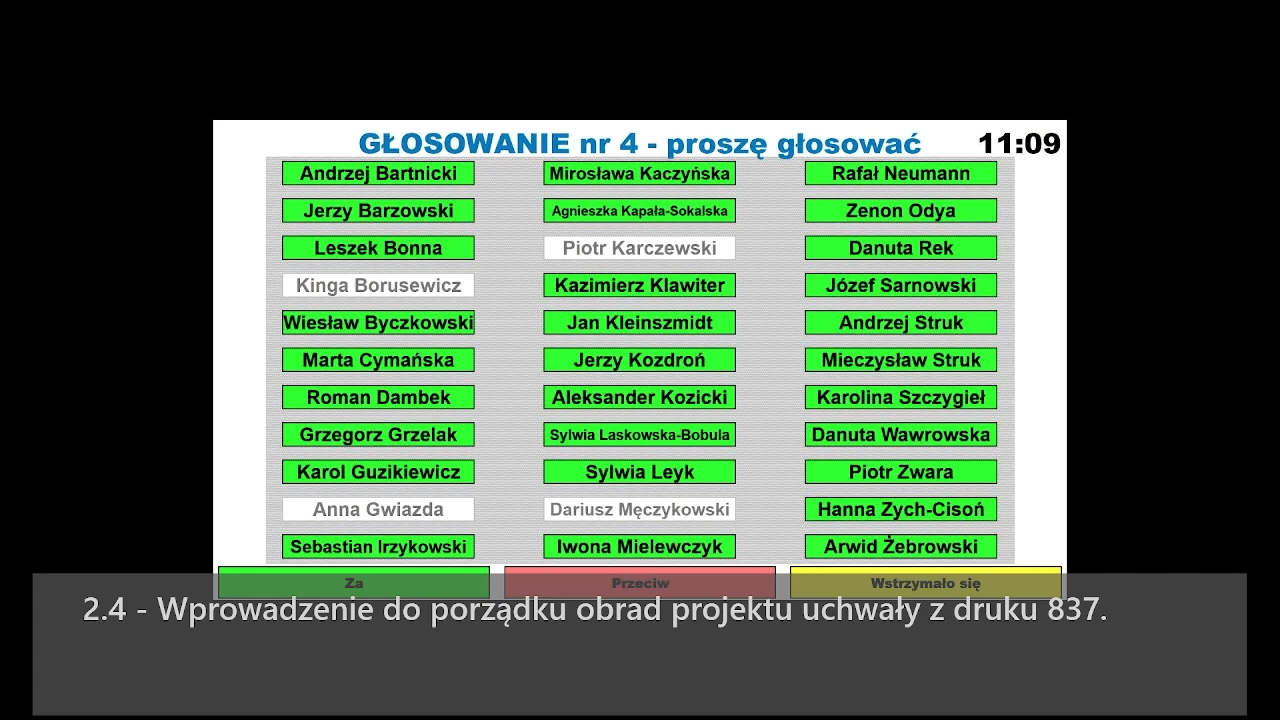 GŁOSOWANIE nr 4 - proszę głosować 11:09
Andrzej Bartnicki Mirosława Kaczyńska Rafał Neumann
Jerzy Barzowski Agnieszka Kapała-Sokalska Zenon Odya
Leszek Bonna Piotr Karczewski Danuta Rek
Kinga Borusewicz Kazimierz Klawiter Józef Sarnowski
Wiesław Byczkowski Jan Kleinszmidt Andrzej Struk
Marta Cymańska Jerzy Kozdroń Mieczysław Struk
Roman Dambek Aleksander Kozicki Karolina Szczygieł
Grzegorz Grzelak Sylwia Laskowska-Bobula Danuta Wawrowska
Karol Guzikiewicz Sylwia Leyk Piotr Zwara
Anna Gwiazda Dariusz Męczykowski Hanna Zych-Cisoń
Sebastian Irzykowski Iwona Mielewczyk Arwid Żebrowski
Za Przeciw Wstrzymało się
2.4 - Wprowadzenie do porządku obrad projektu uchwały z druku 837.